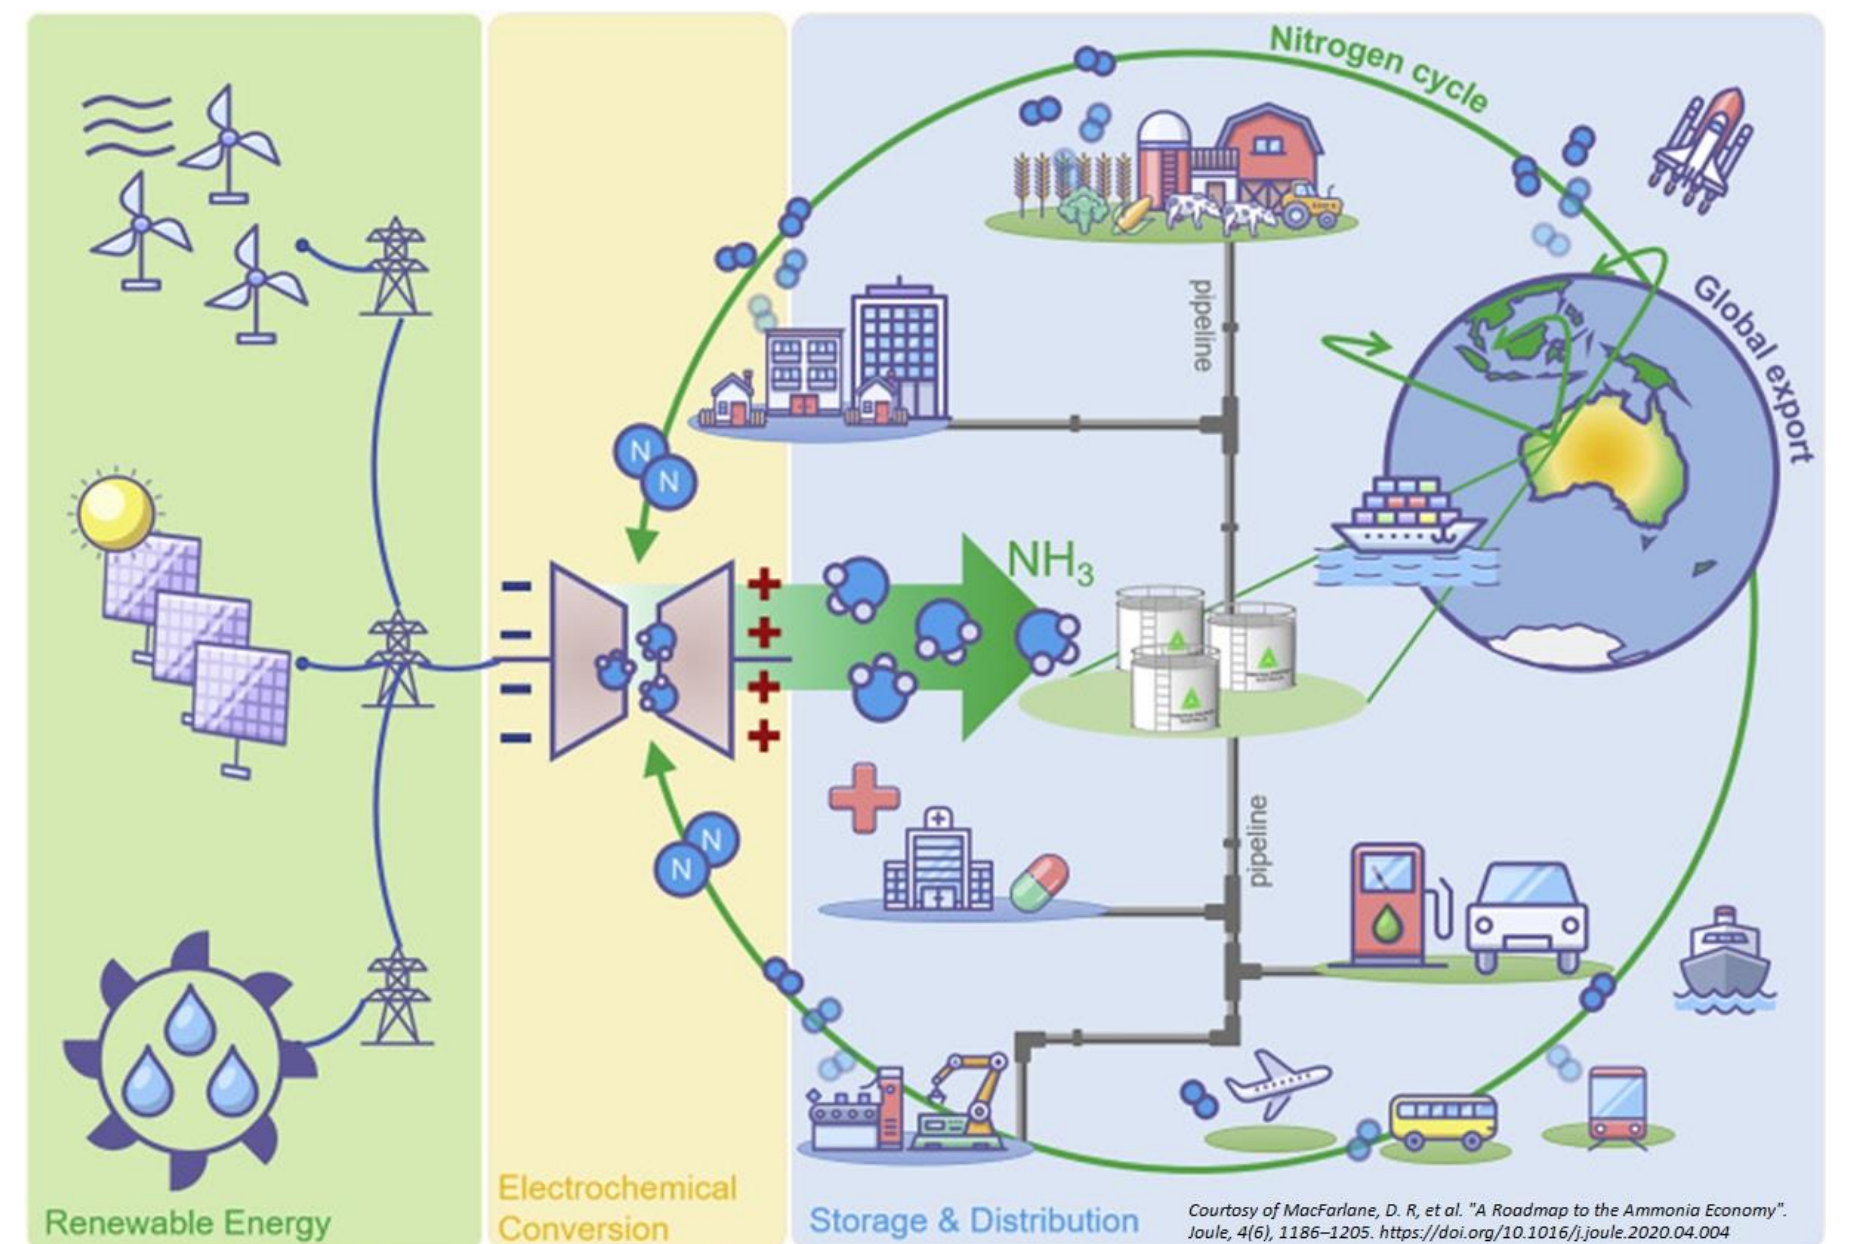 Nitrogen cycle
Global export
pipeline
N
N
NH₃
pipeline
N
N
Renewable Energy
Electrochemical
Conversion
Storage & Distribution
Courtosy of MacFarlane, D. R, et al. "A Roadmap to the Ammonia Economy".
Joule, 4(6), 1186–1205. https://doi.org/10.1016/j.joule.2020.04.004